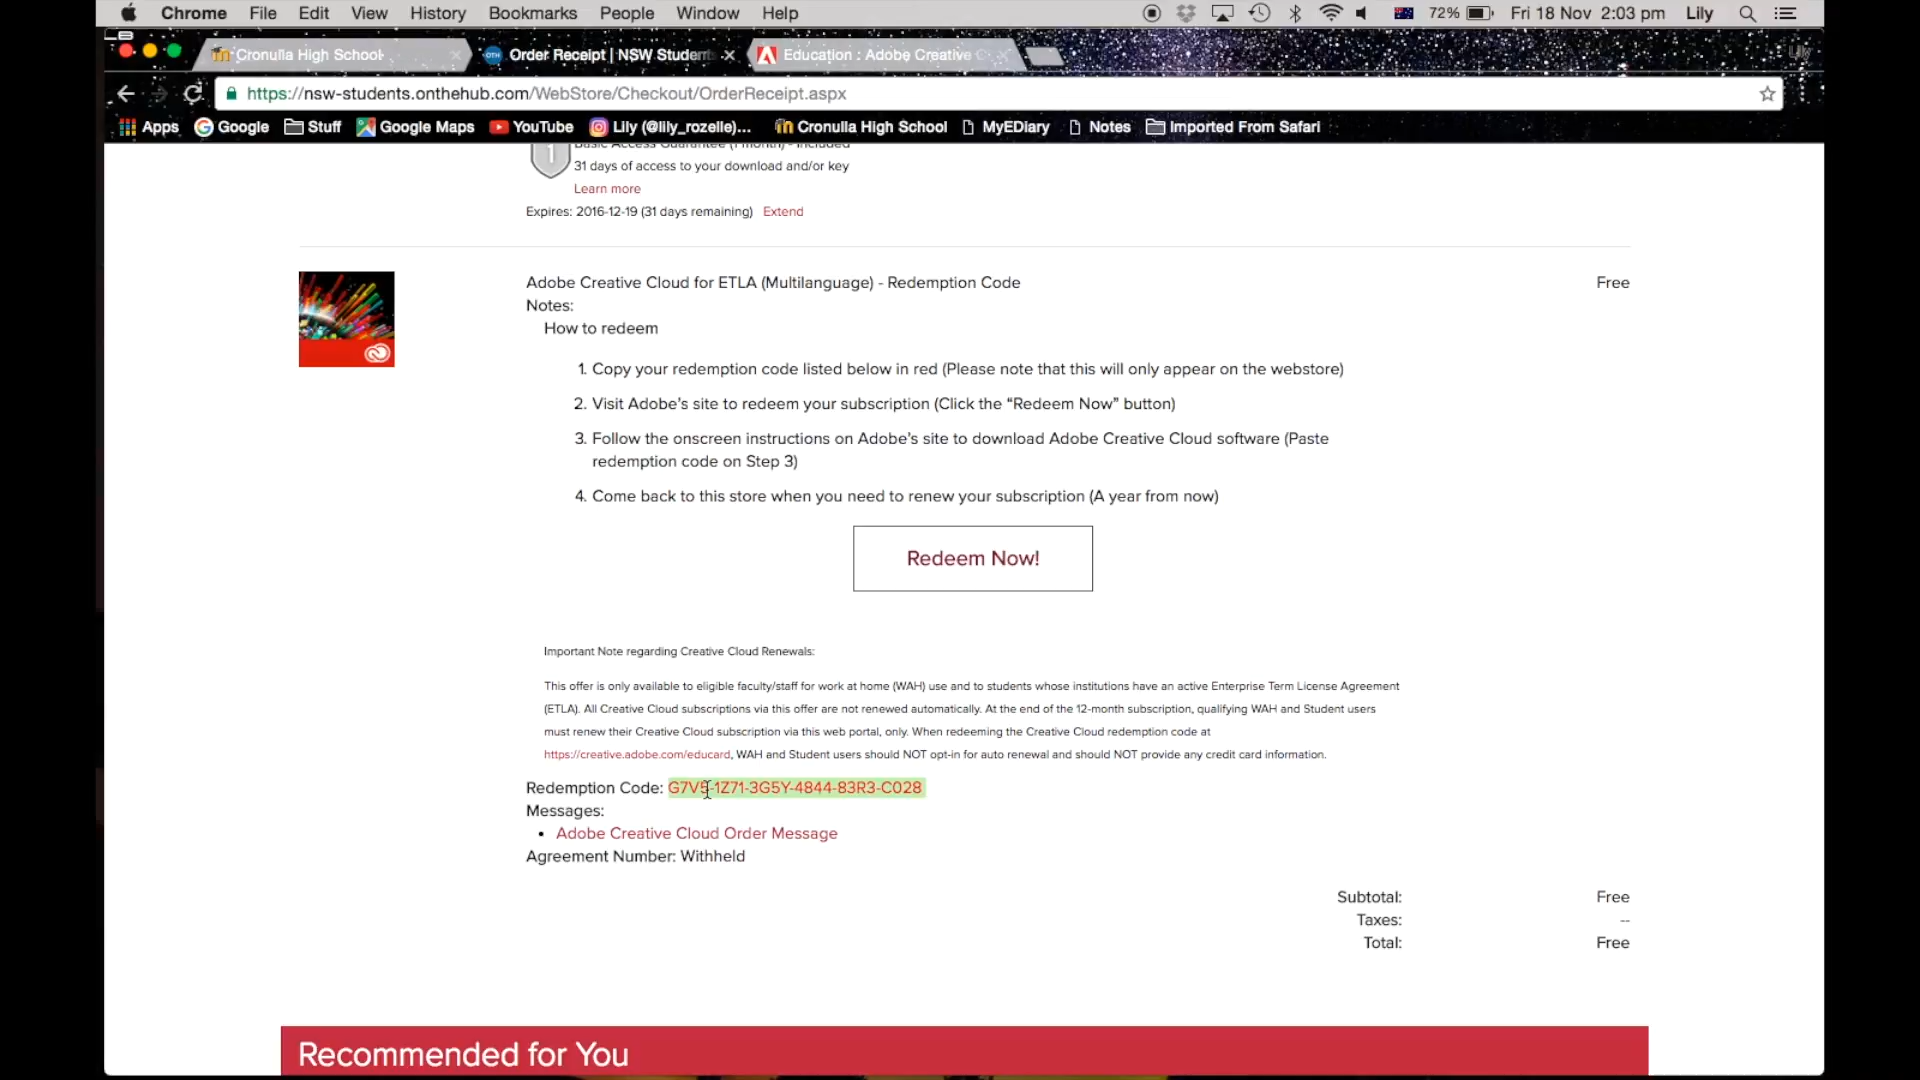 Chrome File Edit View History Bookmarks People Window Help 72% Fri 18 Nov 2:03 pm Lily
Cronulla High School Order Receipt | NSW Student Education : Adobe Creative C
https://nsw-students.onthehub.com/WebStore/Checkout/OrderReceipt.aspx
Apps Google Stuff Google Maps YouTube Lily (@lily_rozelle)... Cronulla High School MyEDiary Notes Imported From Safari
1 Basic Access Guarantee (1 month) - Included
31 days of access to your download and/or key
Learn more
Expires: 2016-12-19 (31 days remaining) Extend
Adobe Creative Cloud for ETLA (Multilanguage) - Redemption Code Free
Notes:
How to redeem
1. Copy your redemption code listed below in red (Please note that this will only appear on the webstore)
2. Visit Adobe's site to redeem your subscription (Click the “Redeem Now” button)
3. Follow the onscreen instructions on Adobe's site to download Adobe Creative Cloud software (Paste
redemption code on Step 3)
4. Come back to this store when you need to renew your subscription (A year from now)
Redeem Now!
Important Note regarding Creative Cloud Renewals:
This offer is only available to eligible faculty/staff for work at home (WAH) use and to students whose institutions have an active Enterprise Term License Agreement
(ETLA). All Creative Cloud subscriptions via this offer are not renewed automatically. At the end of the 12-month subscription, qualifying WAH and Student users
must renew their Creative Cloud subscription via this web portal, only. When redeeming the Creative Cloud redemption code at
https://creative.adobe.com/educard, WAH and Student users should NOT opt-in for auto renewal and should NOT provide any credit card information.
Redemption Code: G7V5-1Z71-3G5Y-4844-83R3-C028
Messages:
• Adobe Creative Cloud Order Message
Agreement Number: Withheld
Subtotal: Free
Taxes: --
Total: Free
Recommended for You